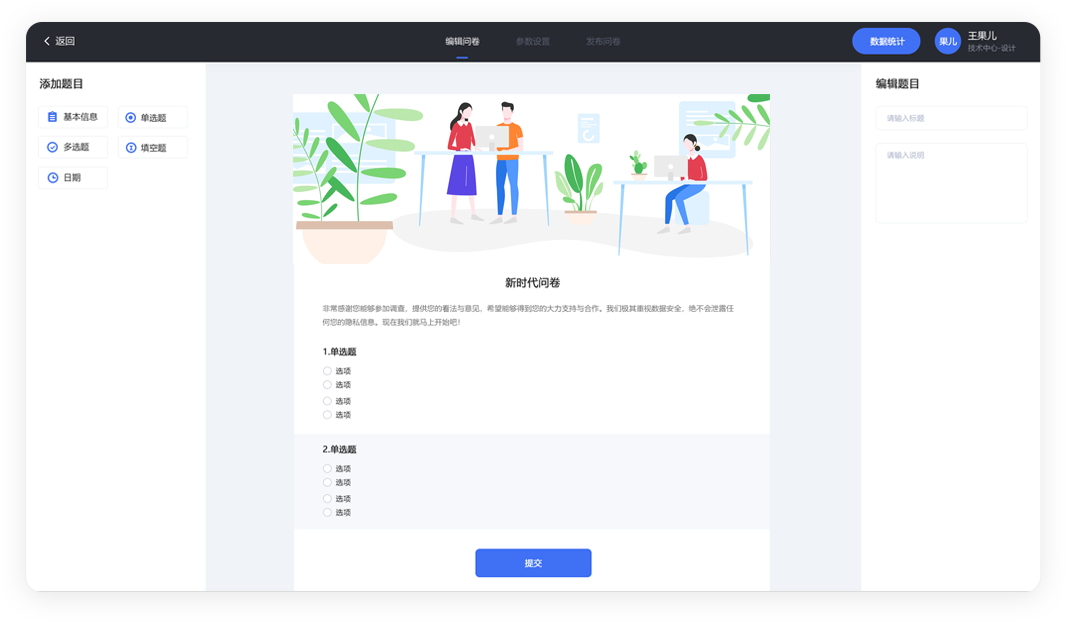 返回
编辑问卷
参数设置
发布问卷
数据统计
果儿
王果儿
技术中心-设计
添加题目
基本信息
单选题
多选题
填空题
日期
新时代问卷
非常感谢您能够参加调查，提供您的看法与意见，希望能够得到您的大力支持与合作。我们极其重视数据安全，绝不会泄露任
何您的隐私信息。现在我们就马上开始吧！
1.单选题
选项
选项
选项
选项
2.单选题
选项
选项
选项
选项
提交
编辑题目
请输入标题
请输入说明